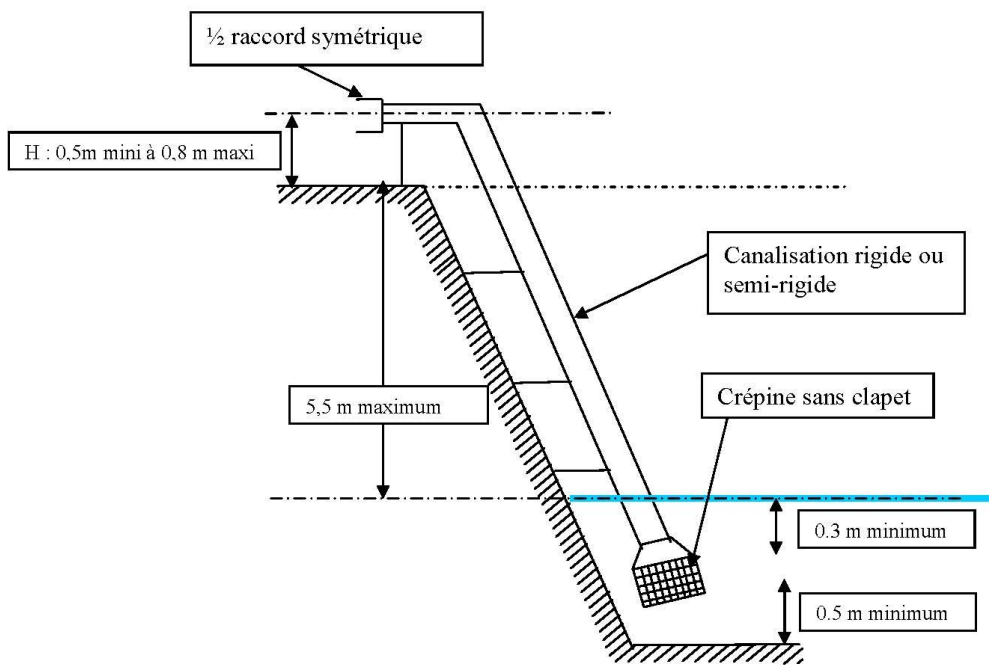 ½ raccord symétrique
H : 0,5m mini à 0,8 m maxi
Canalisation rigide ou
semi-rigide
5,5 m maximum
Crépine sans clapet
0.3 m minimum
0.5 m minimum